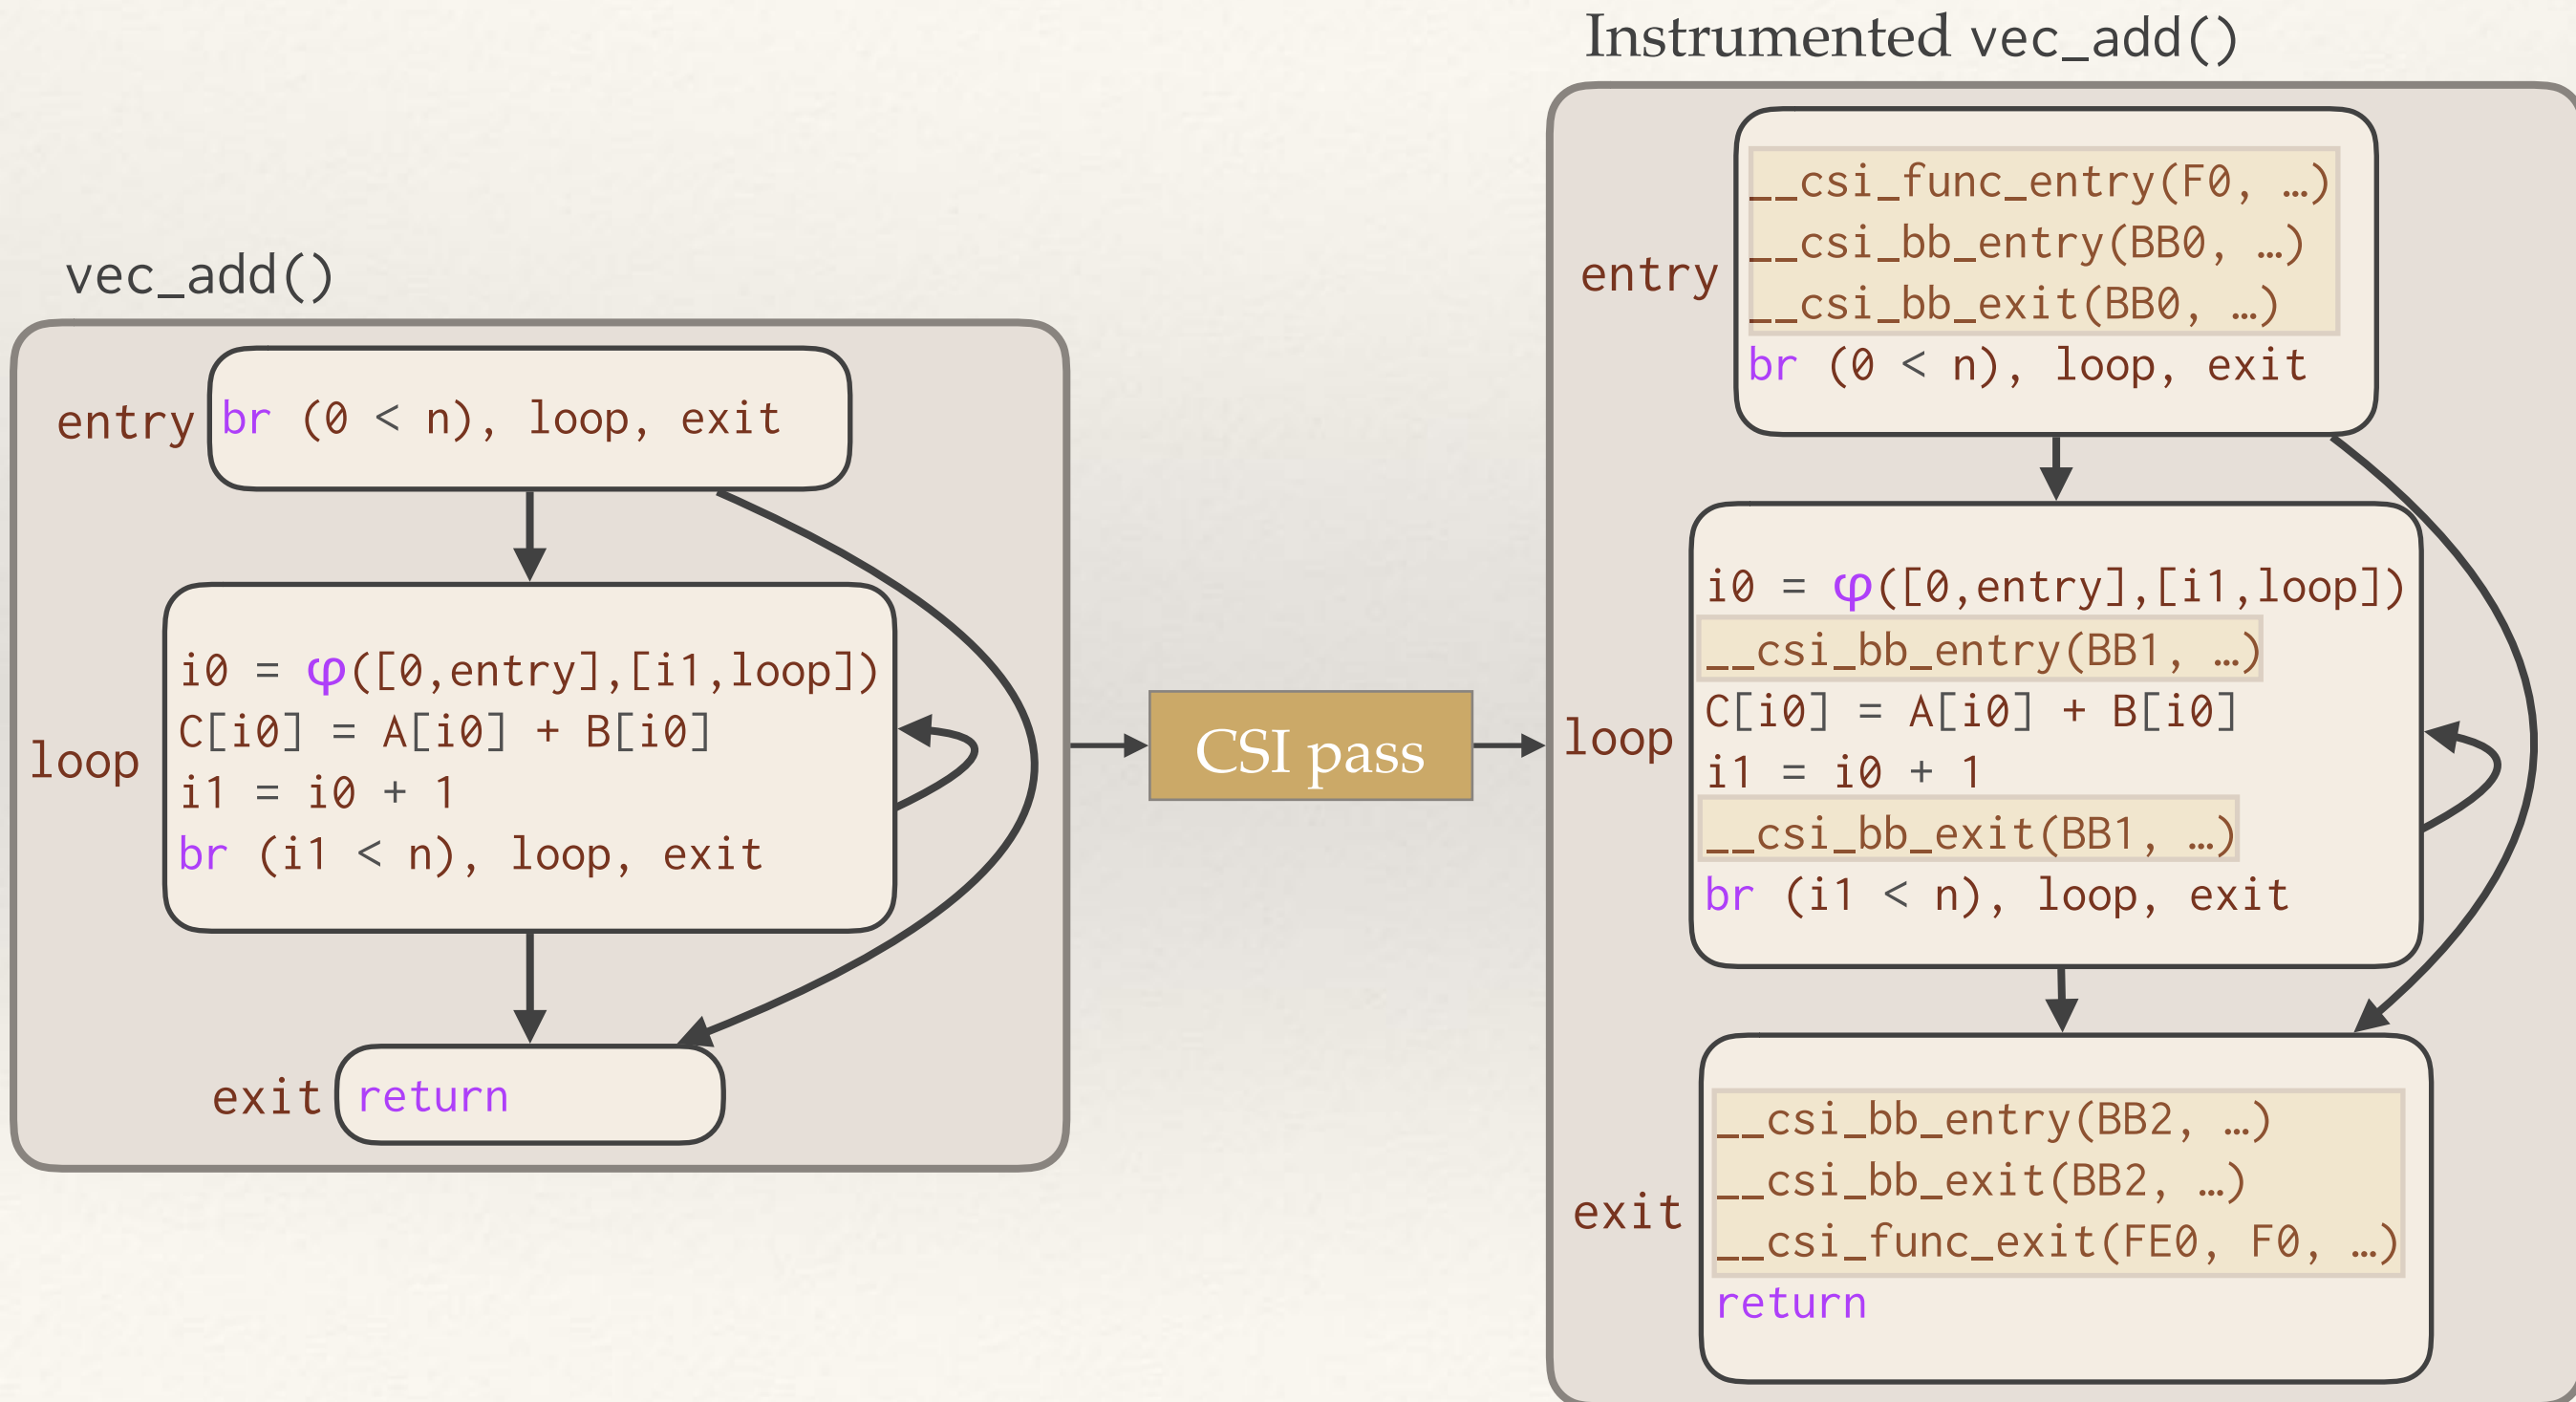 vec_add()
entry
br (0 < n), loop, exit
loop
i0 = φ([0,entry],[i1,loop])
C[i0] = A[i0] + B[i0]
i1 = i0 + 1
br (i1 < n), loop, exit
exit
return
CSI pass
Instrumented vec_add()
entry
__csi_func_entry(F0, …)
__csi_bb_entry(BB0, …)
__csi_bb_exit(BB0, …)
br (0 < n), loop, exit
loop
i0 = φ([0,entry],[i1,loop])
__csi_bb_entry(BB1, …)
C[i0] = A[i0] + B[i0]
i1 = i0 + 1
__csi_bb_exit(BB1, …)
br (i1 < n), loop, exit
exit
__csi_bb_entry(BB2, …)
__csi_bb_exit(BB2, …)
__csi_func_exit(FE0, F0, …)
return